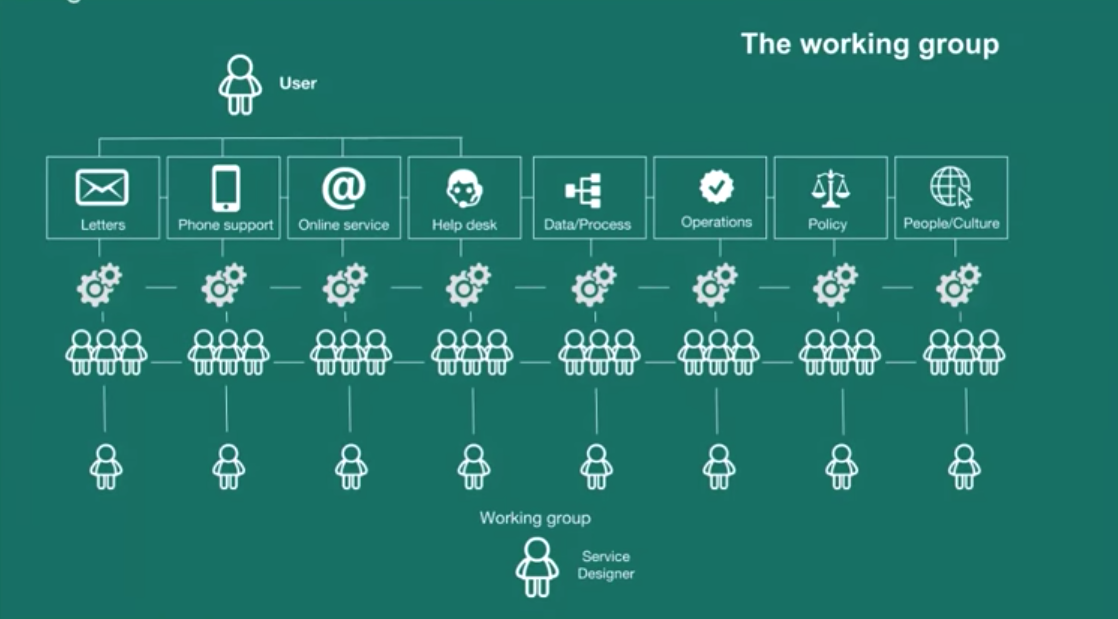 The working group
User
Letters
Phone support
Online service
Help desk
Data/Process
Operations
Policy
People/Culture
Working group
Service
Designer